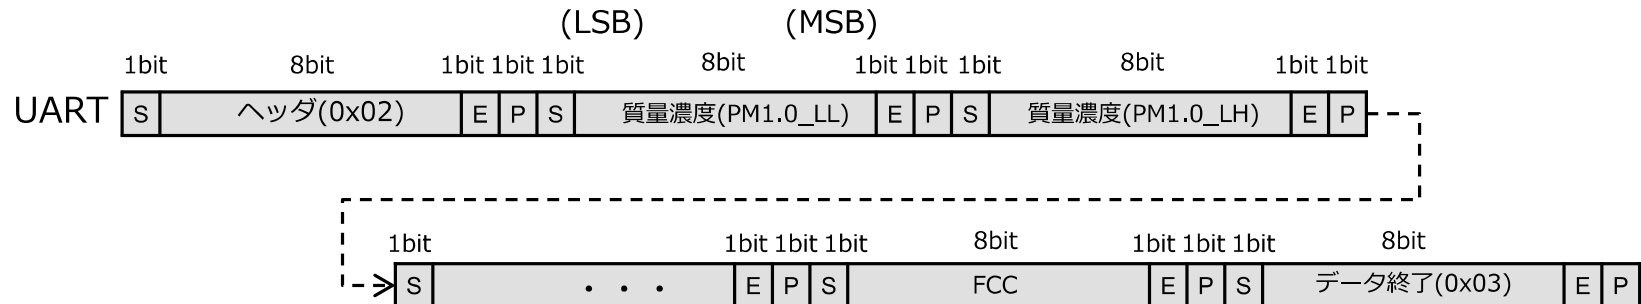 (LSB) (MSB)
1bit 8bit 1bit 1bit 1bit 8bit 1bit 1bit 1bit 8bit 1bit 1bit
UART S ヘッダ(0x02) E P S 質量濃度(PM1.0_LL) E P S 質量濃度(PM1.0_LH) E P
1bit 1bit 1bit 1bit 8bit 1bit 1bit 1bit 8bit
S ・・・ E P S FCC E P S データ終了(0x03) E P